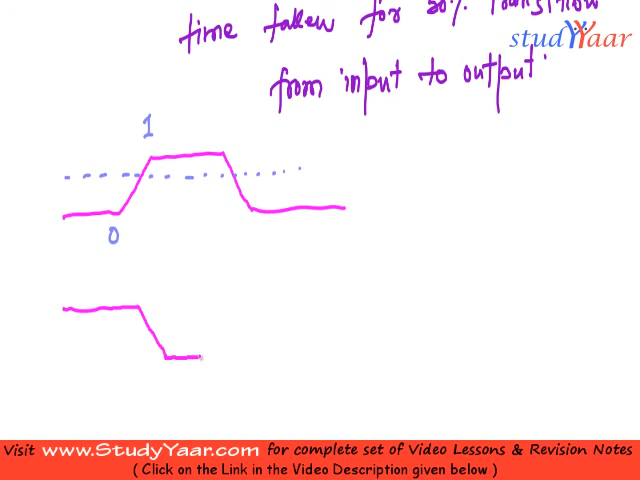 time taken for 50% transition
studYYaar
from input to output.
1
0
Visit www.StudyYaar.com for complete set of Video Lessons & Revision Notes
( Click on the Link in the Video Description given below )